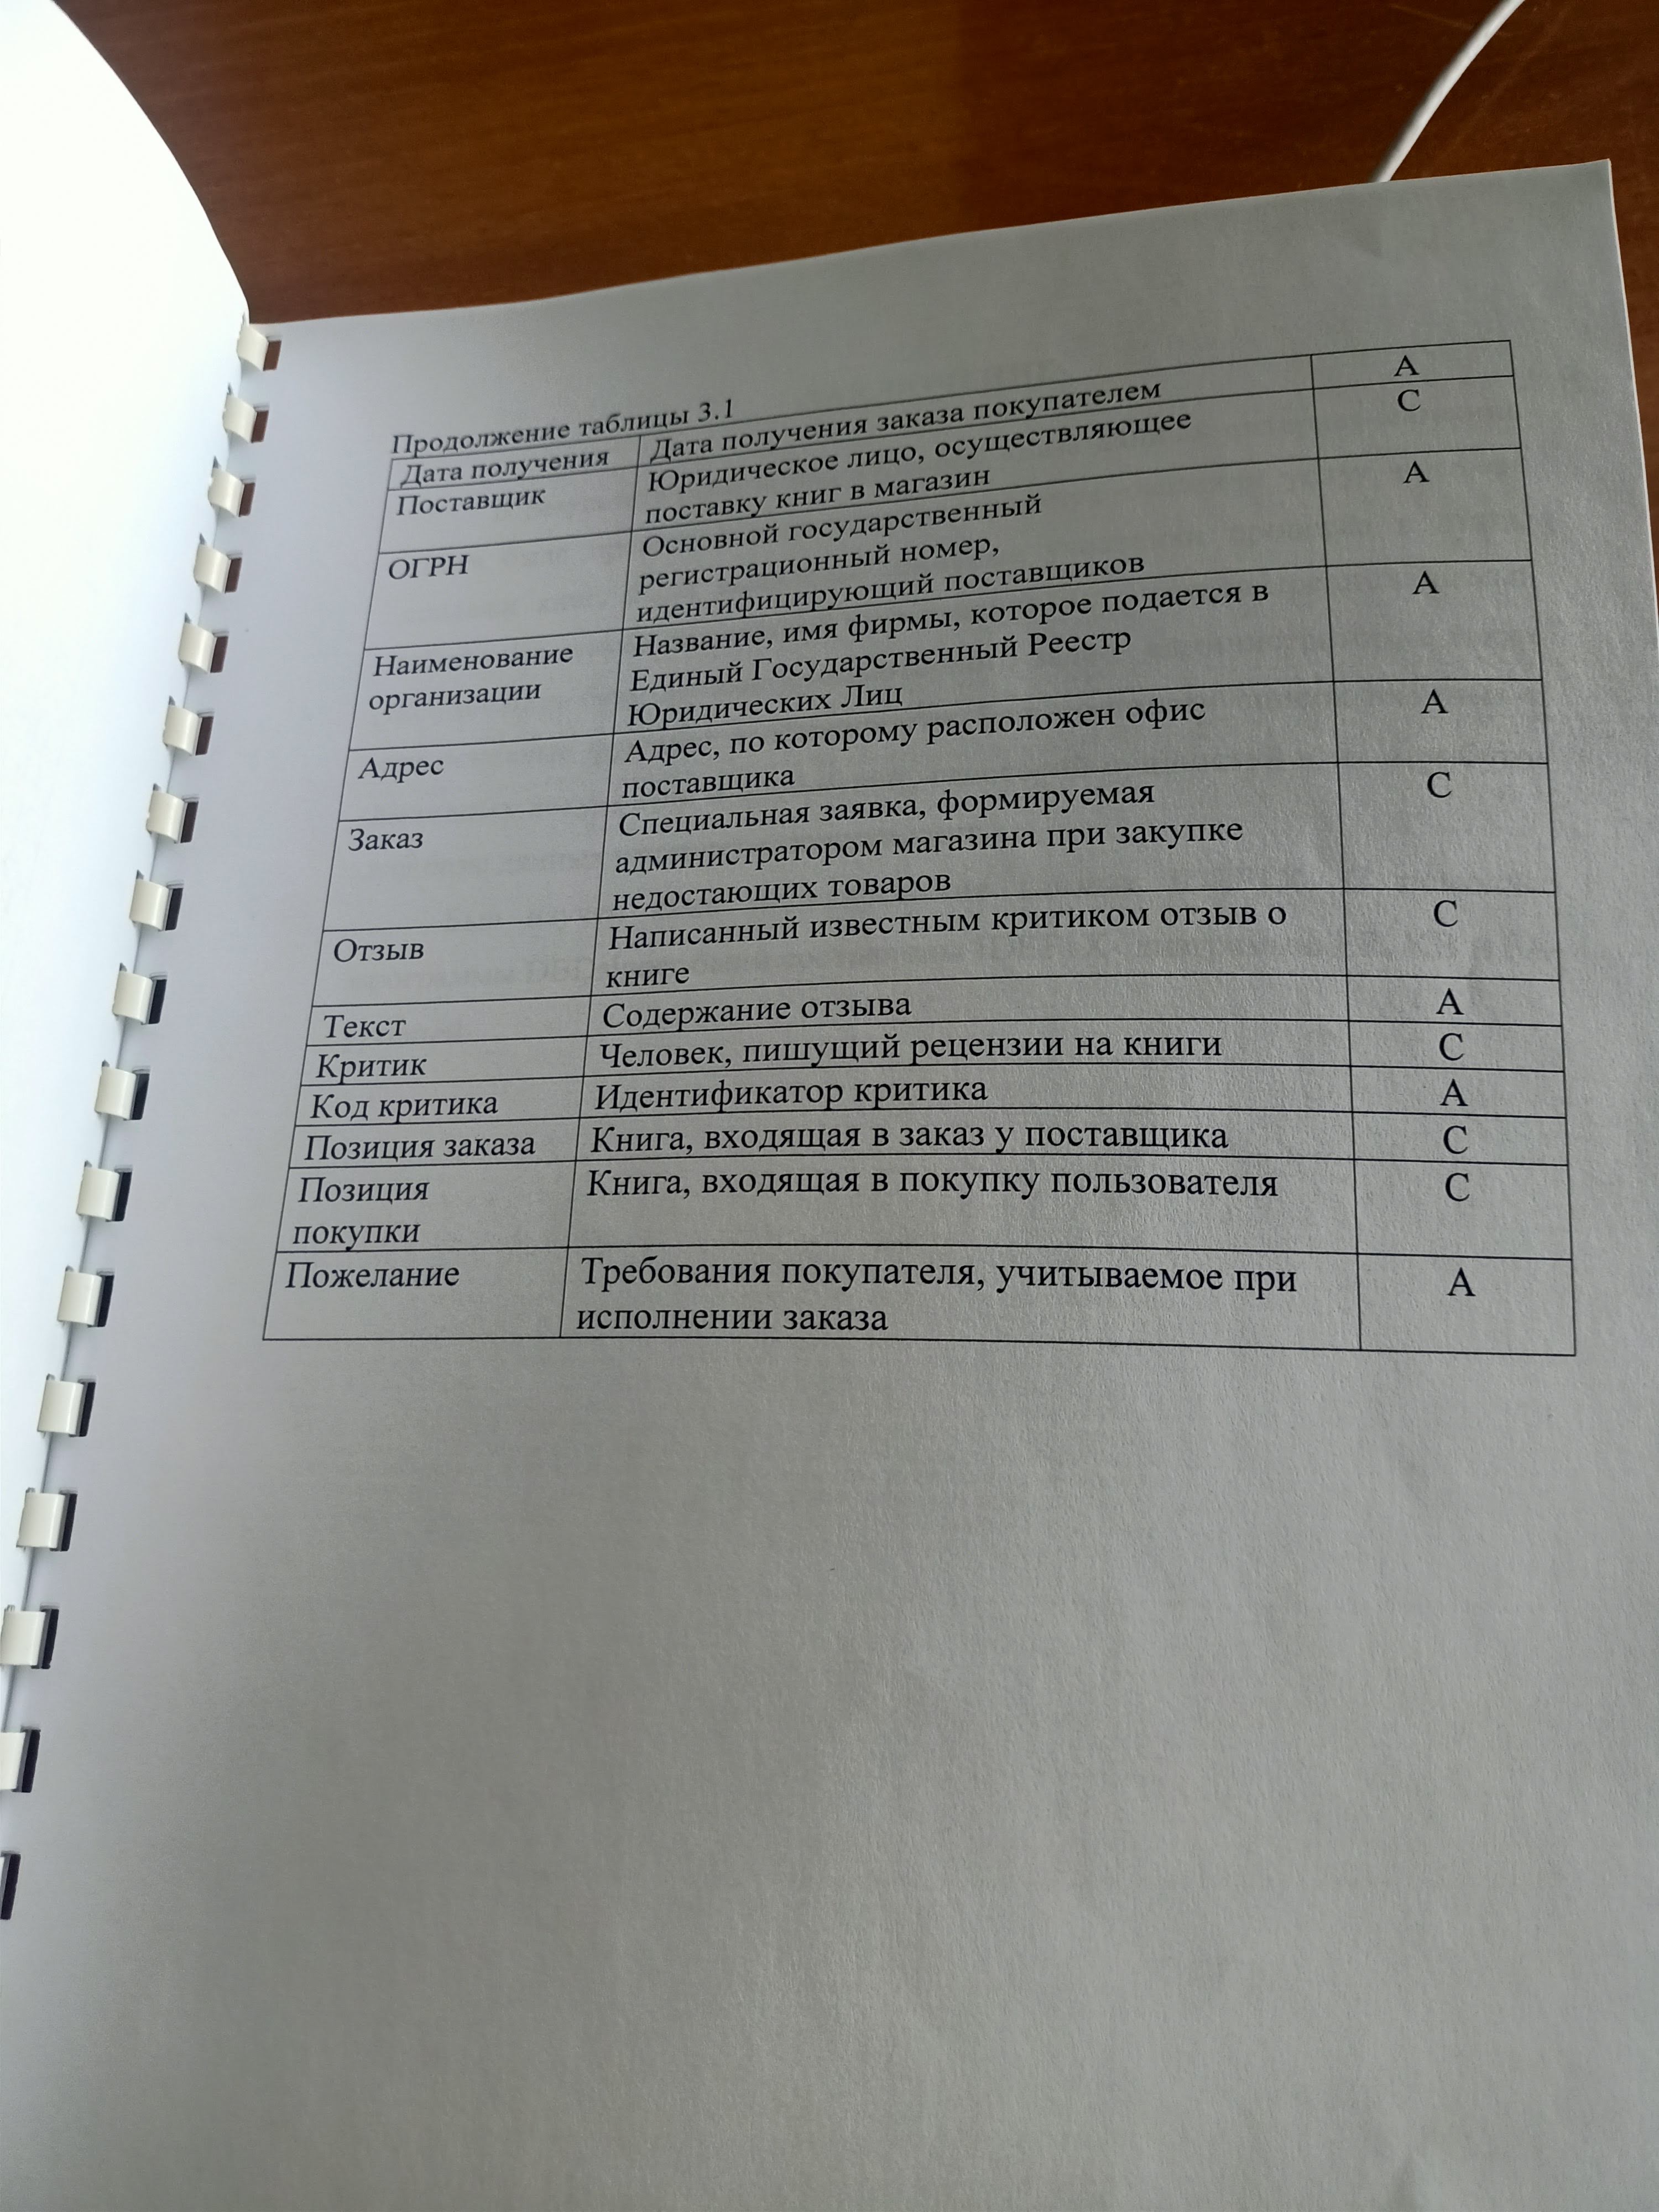 Продолжение таблицы 3.1
Дата получения
Дата получения заказа покупателем
А
Поставщик
Юридическое лицо, осуществляющее
поставку книг в магазин
С
ОГРН
Основной государственный
регистрационный номер,
идентифицирующий поставщиков
А
Наименование
организации
Название, имя фирмы, которое подается в
Единый Государственный Реестр
Юридических Лиц
А
Адрес
Адрес, по которому расположен офис
поставщика
А
Заказ
Специальная заявка, формируемая
администратором магазина при закупке
недостающих товаров
С
Отзыв
Написанный известным критиком отзыв о
книге
С
Текст
Содержание отзыва
А
Критик
Человек, пишущий рецензии на книги
С
Код критика
Идентификатор критика
А
Позиция заказа
Книга, входящая в заказ у поставщика
С
Позиция
покупки
Книга, входящая в покупку пользователя
С
Пожелание
Требования покупателя, учитываемое при
исполнении заказа
А